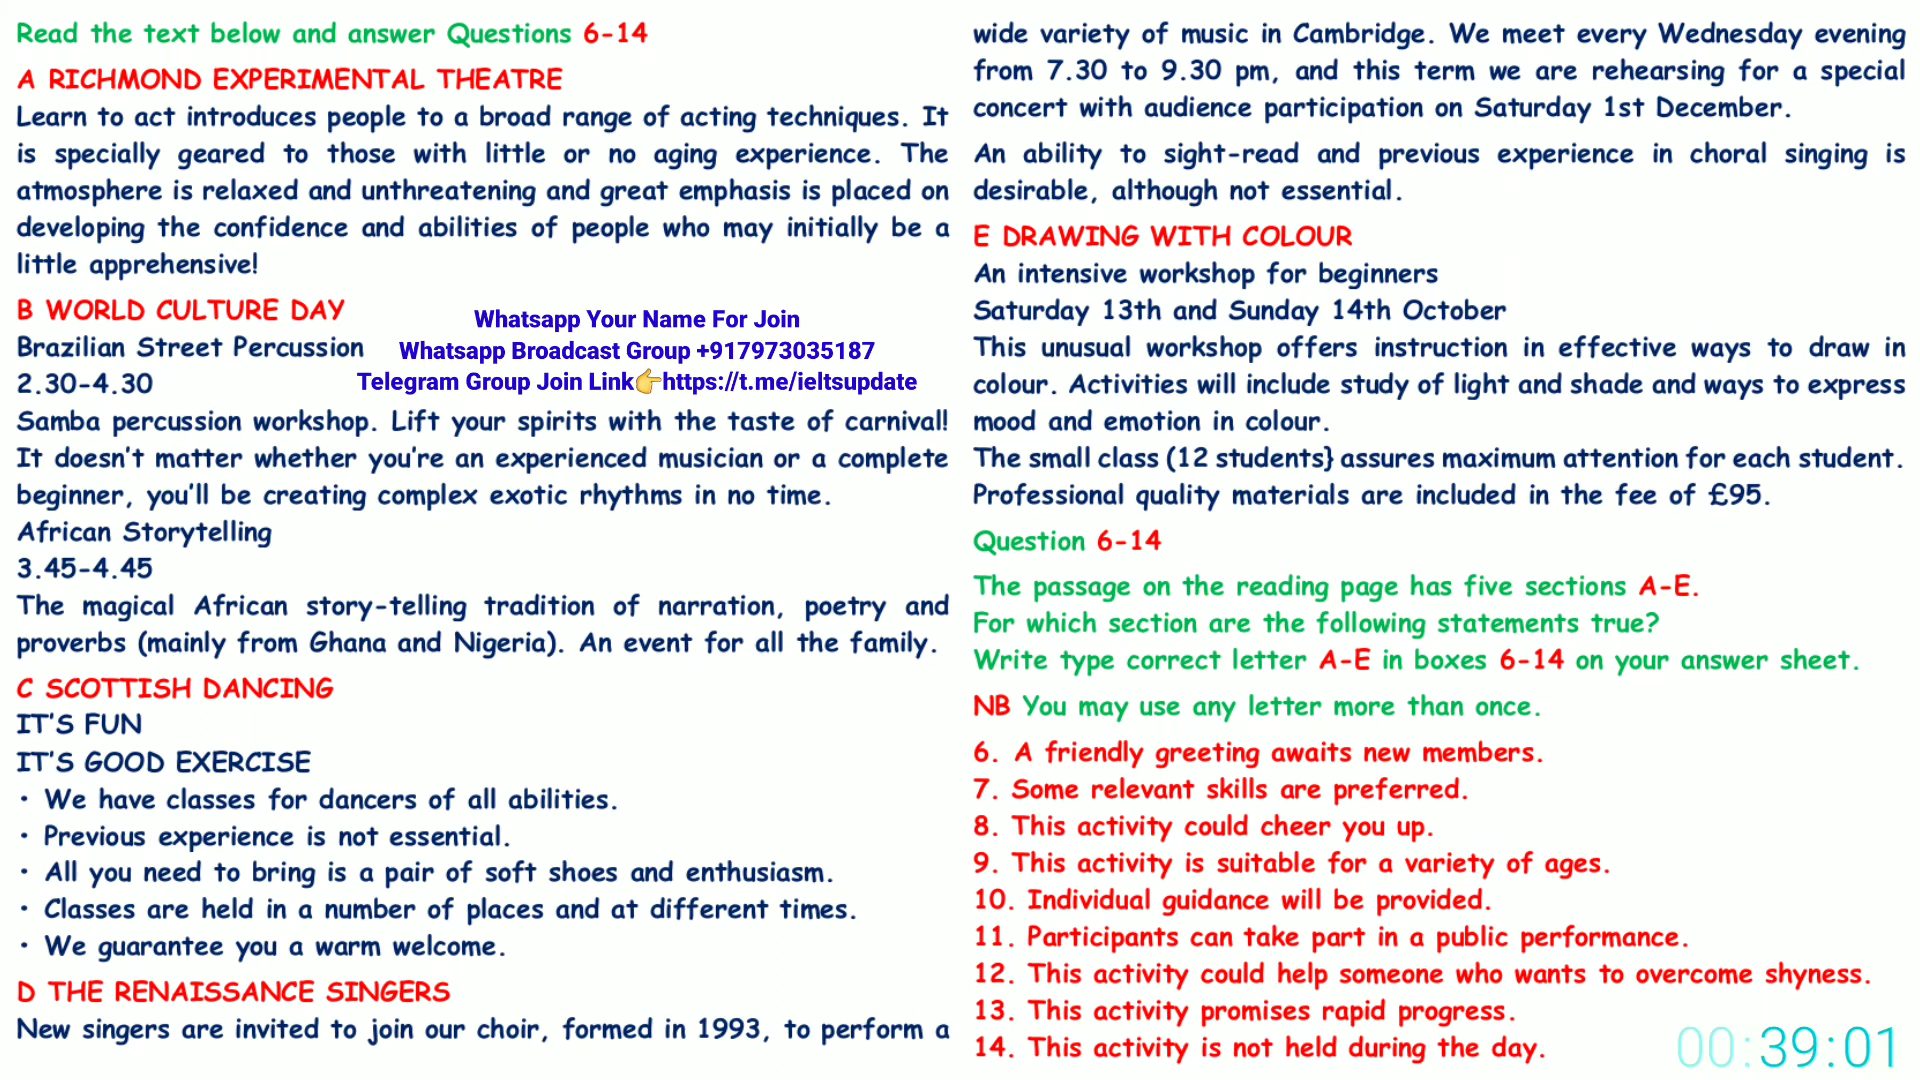 Read the text below and answer Questions 6-14
A RICHMOND EXPERIMENTAL THEATRE
Learn to act introduces people to a broad range of acting techniques. It
is specially geared to those with little or no aging experience. The
atmosphere is relaxed and unthreatening and great emphasis is placed on
developing the confidence and abilities of people who may initially be a
little apprehensive!
B WORLD CULTURE DAY
Brazilian Street Percussion
2.30-4.30
Whatsapp Your Name For Join
Whatsapp Broadcast Group +917973035187
Telegram Group Join Link👉https://t.me/ieltsupdate
Samba percussion workshop. Lift your spirits with the taste of carnival!
It doesn't matter whether you're an experienced musician or a complete
beginner, you'll be creating complex exotic rhythms in no time.
African Storytelling
3.45-4.45
The magical African story-telling tradition of narration, poetry and
proverbs (mainly from Ghana and Nigeria). An event for all the family.
C SCOTTISH DANCING
IT'S FUN
IT'S GOOD EXERCISE
• We have classes for dancers of all abilities.
• Previous experience is not essential.
• All you need to bring is a pair of soft shoes and enthusiasm.
• Classes are held in a number of places and at different times.
• We guarantee you a warm welcome.
D THE RENAISSANCE SINGERS
New singers are invited to join our choir, formed in 1993, to perform a
wide variety of music in Cambridge. We meet every Wednesday evening
from 7.30 to 9.30 pm, and this term we are rehearsing for a special
concert with audience participation on Saturday 1st December.
An ability to sight-read and previous experience in choral singing is
desirable, although not essential.
E DRAWING WITH COLOUR
An intensive workshop for beginners
Saturday 13th and Sunday 14th October
This unusual workshop offers instruction in effective ways to draw in
colour. Activities will include study of light and shade and ways to express
mood and emotion in colour.
The small class (12 students} assures maximum attention for each student.
Professional quality materials are included in the fee of £95.
Question 6-14
The passage on the reading page has five sections A-E.
For which section are the following statements true?
Write type correct letter A-E in boxes 6-14 on your answer sheet.
NB You may use any letter more than once.
6. A friendly greeting awaits new members.
7. Some relevant skills are preferred.
8. This activity could cheer you up.
9. This activity is suitable for a variety of ages.
10. Individual guidance will be provided.
11. Participants can take part in a public performance.
12. This activity could help someone who wants to overcome shyness.
13. This activity promises rapid progress.
14. This activity is not held during the day.
00:39:01